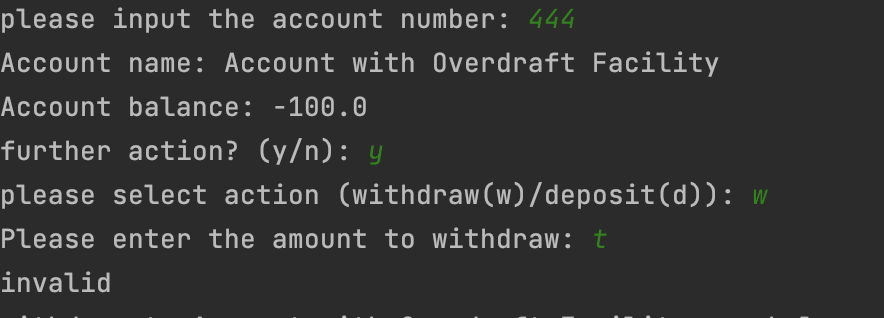 please input the account number: 444
Account name: Account with Overdraft Facility
Account balance: -100.0
further action? (y/n): y
please select action (withdraw(w)/deposit(d)): w
Please enter the amount to withdraw: t
invalid